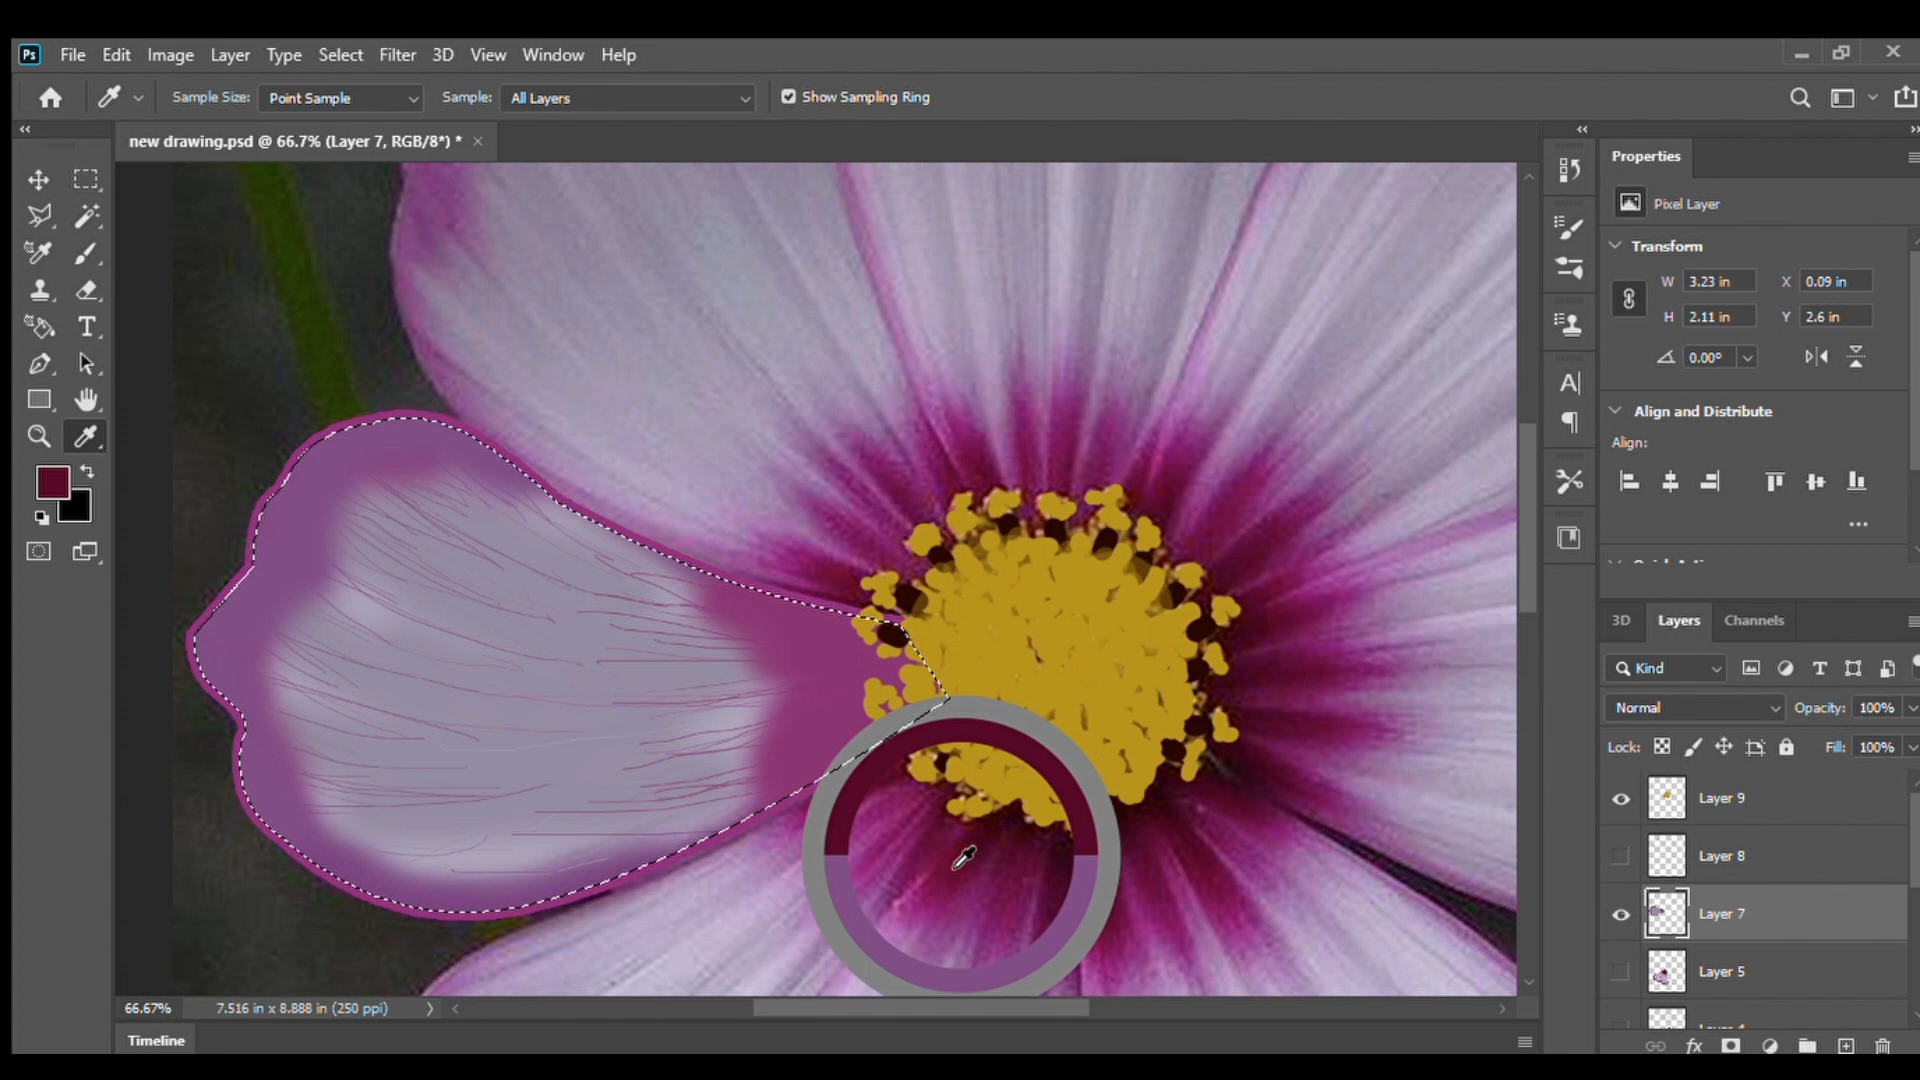 Ps File Edit Image Layer Type Select Filter 3D View Window Help
Sample Size: Point Sample Sample: All Layers Show Sampling Ring
new drawing.psd @ 66.7% (Layer 7, RGB/8*) *
Properties
Pixel Layer
Transform
W 3.23 in X 0.09 in
H 2.11 in Y 2.6 in
0.00°
Align and Distribute
Align:
3D Layers Channels
Kind
Normal Opacity: 100%
Lock: Fill: 100%
Layer 9
Layer 8
Layer 7
Layer 5
66.67% 7.516 in x 8.888 in (250 ppi)
Timeline